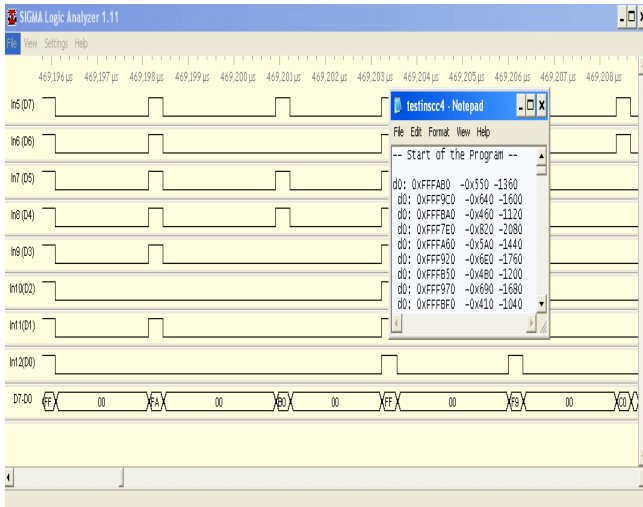 SIGMA Logic Analyzer 1.11
File View Settings Help
469,196 µs 469,197 µs 469,198 µs 469,199 µs 469,200 µs 469,201 µs 469,202 µs 469,203 µs 469,204 µs 469,205 µs 469,206 µs 469,207 µs 469,208 µs
In5 (D7)
In6 (D6)
In7 (D5)
In8 (D4)
In9 (D3)
In10(D2)
In11(D1)
In12(D0)
D7-D0 FF 00 FA 00 B0 00 FF 00 F9 00 C0
testinscc4 - Notepad
File Edit Format View Help
-- Start of the Program --
d0: 0xFFFAB0 -0x550 -1360
d0: 0xFFF9C0 -0x640 -1600
d0: 0xFFFBA0 -0x460 -1120
d0: 0xFFF7E0 -0x820 -2080
d0: 0xFFFA60 -0x5A0 -1440
d0: 0xFFF920 -0x6E0 -1760
d0: 0xFFFB50 -0x4B0 -1200
d0: 0xFFF970 -0x690 -1680
d0: 0xFFFBF0 -0x410 -1040